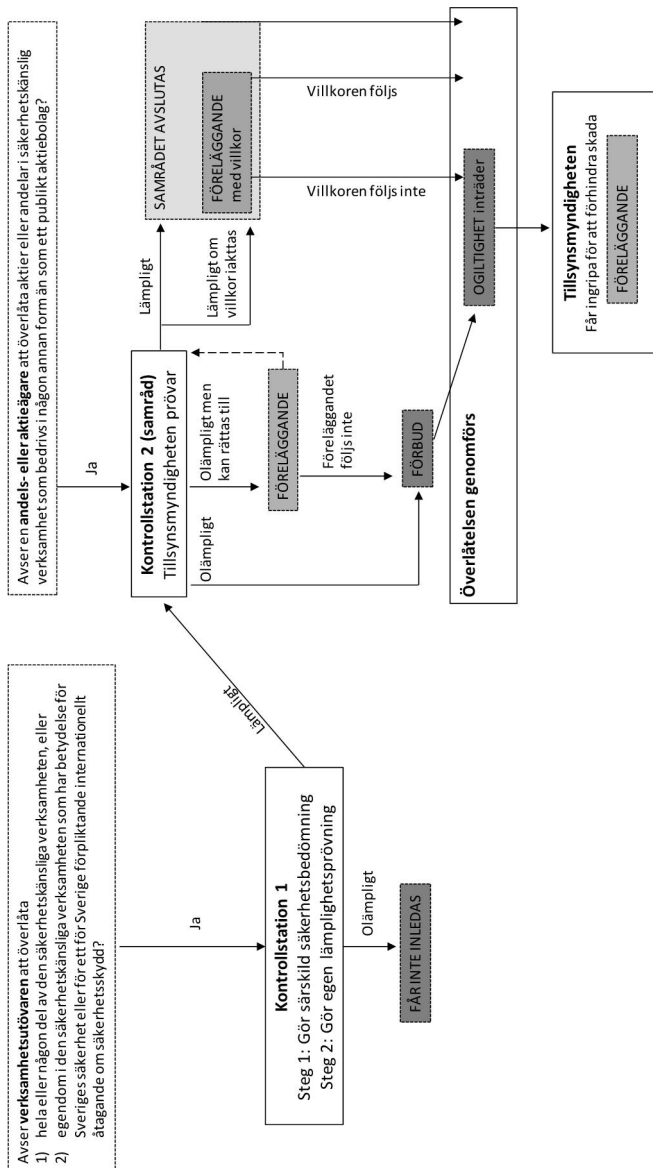 Avser verksamhetsutövaren att överlåta
1) hela eller någon del av den säkerhetskänsliga verksamheten, eller
2) egendom i den säkerhetskänsliga verksamheten som har betydelse för
Sveriges säkerhet eller för ett för Sverige förpliktande internationellt
åtagande om säkerhetsskydd?
Ja
Kontrollstation 1
Steg 1: Gör särskild säkerhetsbedömning
Steg 2: Gör egen lämplighetsprövning
Olämpligt
FÅR INTE INLEDAS
Lämpligt
Avser en andels- eller aktieägare att överlåta aktier eller andelar i säkerhetskänslig
verksamhet som bedrivs i någon annan form än som ett publikt aktiebolag?
Ja
Kontrollstation 2 (samråd)
Tillsynsmyndigheten prövar
Olämpligt
Olämpligt men
kan rättas till
FÖRELÄGGANDE
Föreläggandet
följs inte
FÖRBUD
Lämpligt
Lämpligt om
villkor iakttas
SAMRÅDET AVSLUTAS
FÖRELÄGGANDE
med villkor
Villkoren följs inte
Villkoren följs
Överlåtelsen genomförs
OGILTIGHET inträder
Tillsynsmyndigheten
Får ingripa för att förhindra skada
FÖRELÄGGANDE